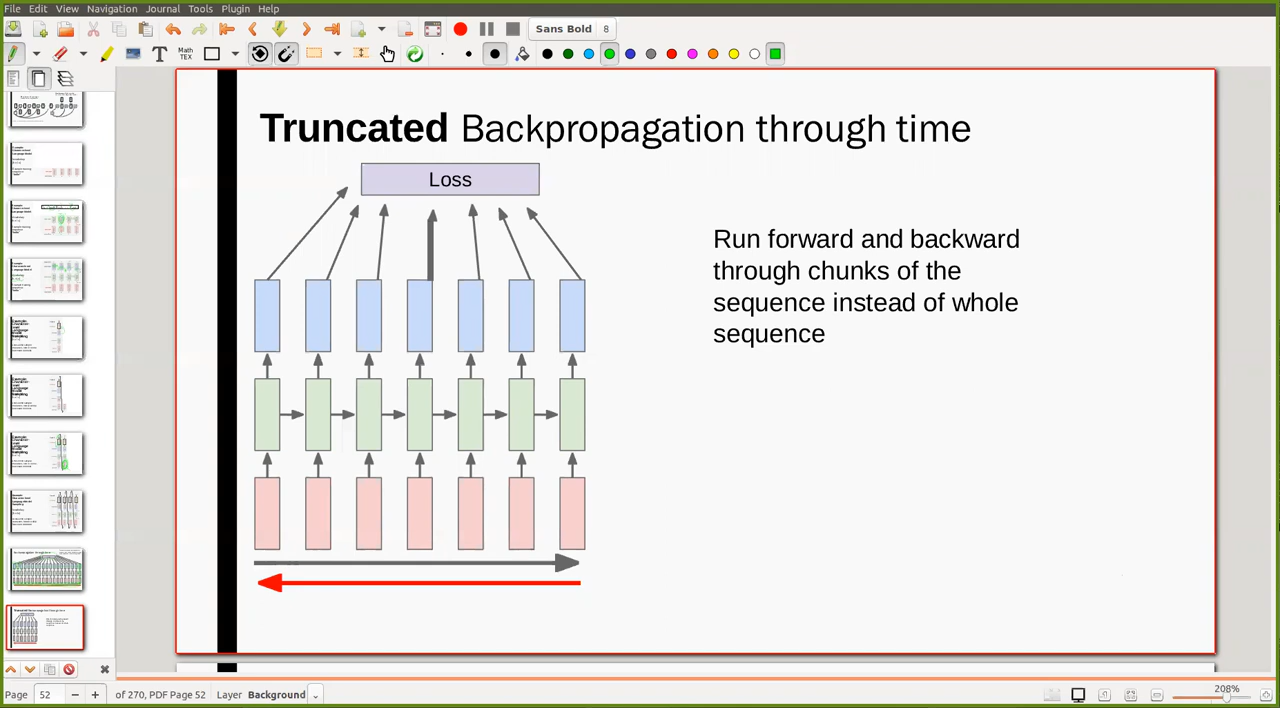 File Edit View Navigation Journal Tools Plugin Help
Sans Bold 8
T Math TEX
Truncated Backpropagation through time
Loss
Run forward and backward
through chunks of the
sequence instead of whole
sequence
Page 52 of 270, PDF Page 52 Layer Background 208%